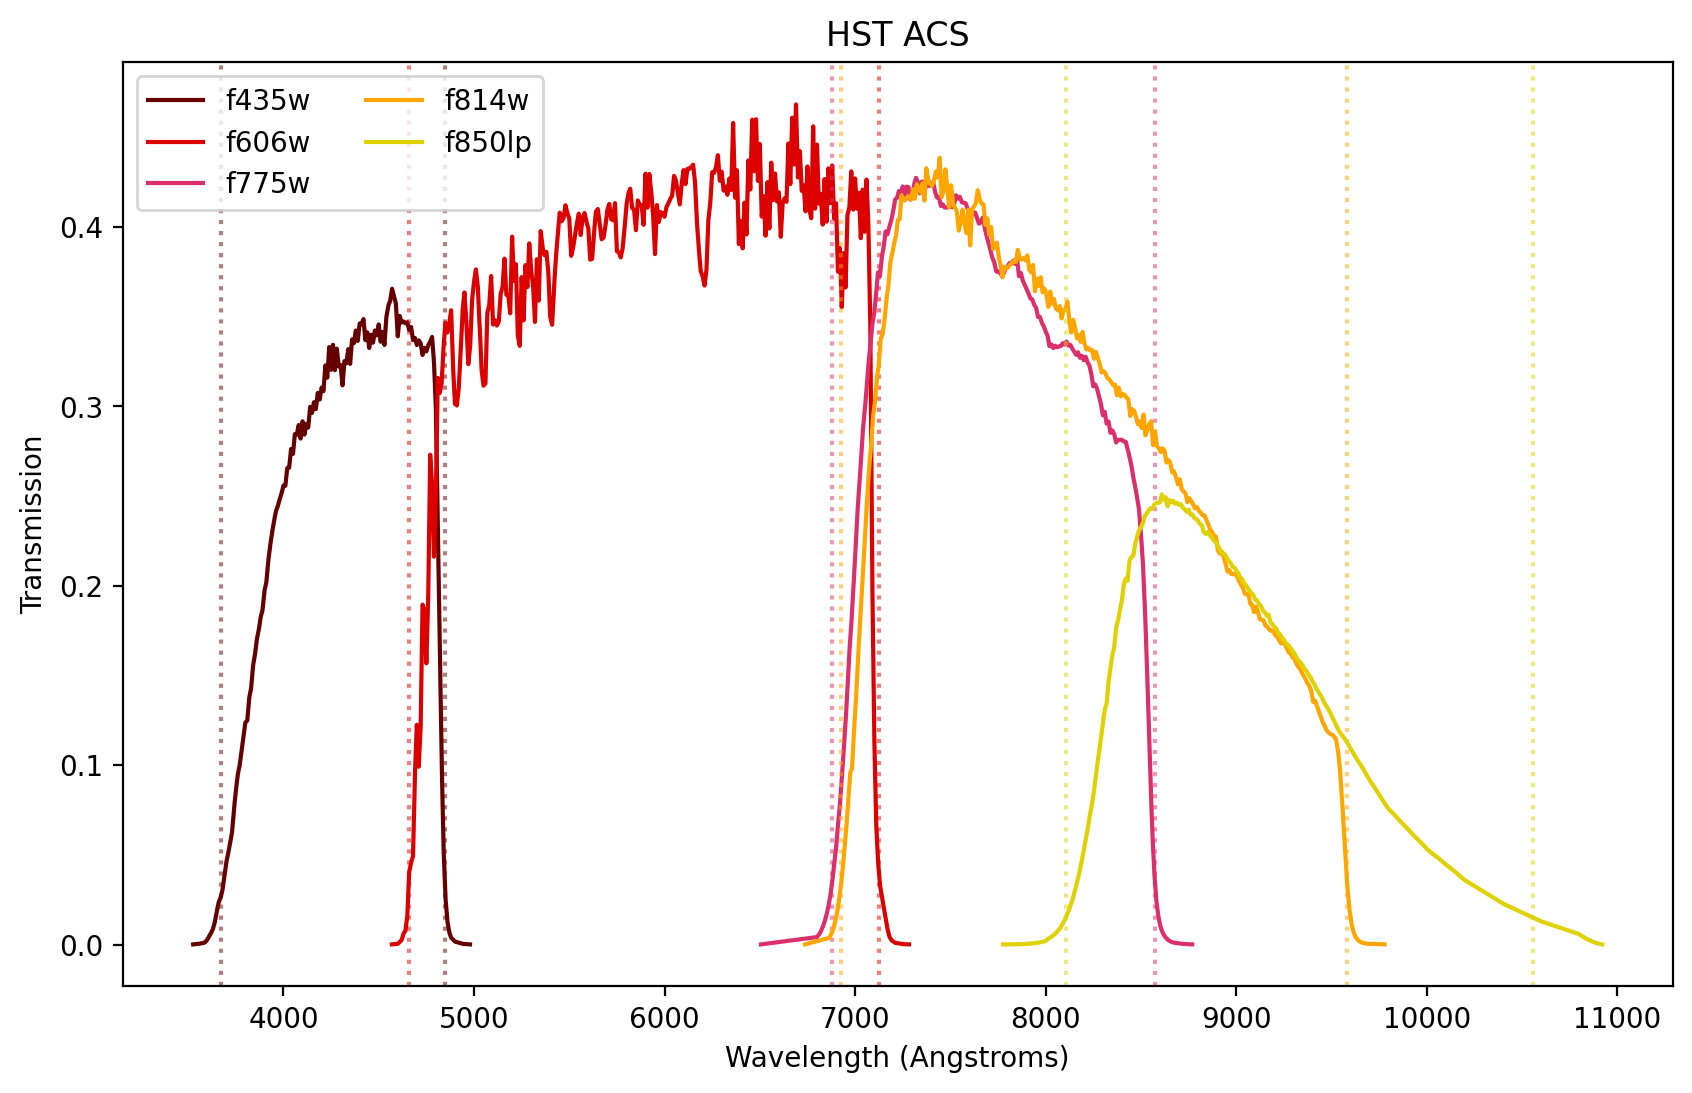 HST ACS
f435w
f606w
f775w
f814w
f850lp
Transmission
0.4
0.3
0.2
0.1
0.0
4000 5000 6000 7000 8000 9000 10000 11000
Wavelength (Angstroms)